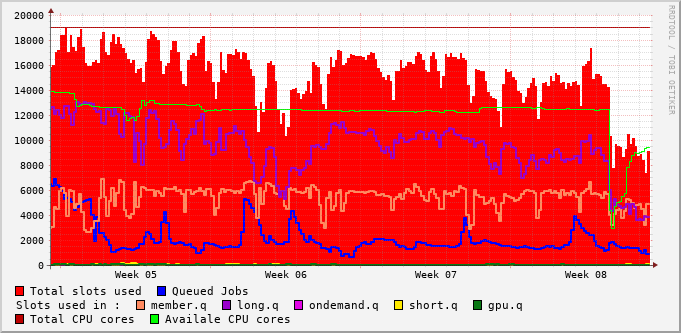 20000
18000
16000
14000
12000
10000
8000
6000
4000
2000
0
Week 05 Week 06 Week 07 Week 08
RRDTOOL / TOBI OETIKER
Total slots used Queued Jobs
Slots used in : member.q long.q ondemand.q short.q gpu.q
Total CPU cores Availale CPU cores